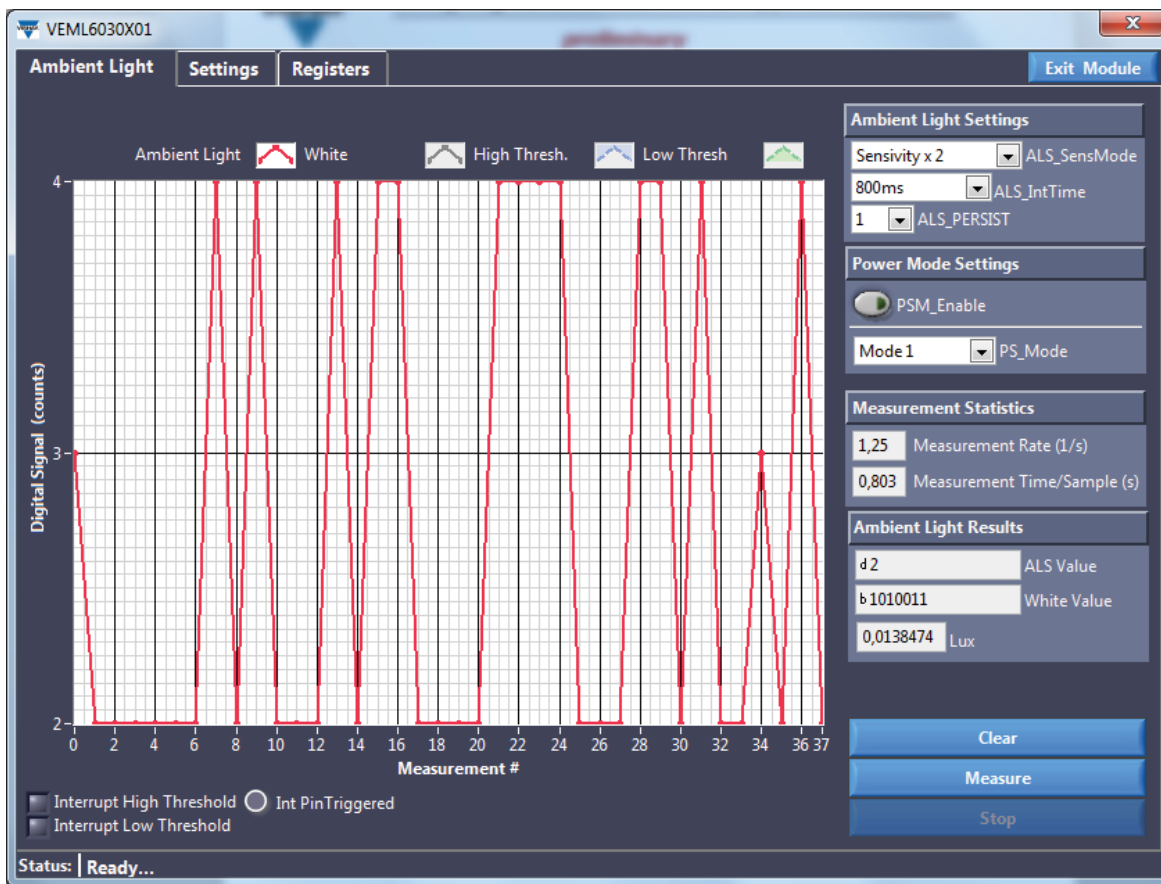 VEML6030X01
preliminary
X
Ambient Light
Settings
Registers
Exit Module
Ambient Light
White
High Thresh.
Low Thresh
4
3
2
Digital Signal (counts)
0 2 4 6 8 10 12 14 16 18 20 22 24 26 28 30 32 34 36 37
Measurement #
Interrupt High Threshold
Int PinTriggered
Interrupt Low Threshold
Ambient Light Settings
Sensivity x 2 ALS_SensMode
800ms ALS_IntTime
1 ALS_PERSIST
Power Mode Settings
PSM_Enable
Mode 1 PS_Mode
Measurement Statistics
1,25 Measurement Rate (1/s)
0,803 Measurement Time/Sample (s)
Ambient Light Results
d 2 ALS Value
b 1010011 White Value
0,0138474 Lux
Clear
Measure
Stop
Status: Ready...